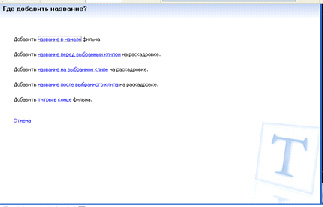 Где добавить название?
Добавить название в начале фильма.
Добавить название перед выбранным клипом на раскадровке.
Добавить название на выбранном клипе на раскадровке.
Добавить название после выбранного клипа на раскадровке.
Добавить титры в конце фильма.
Отмена
T